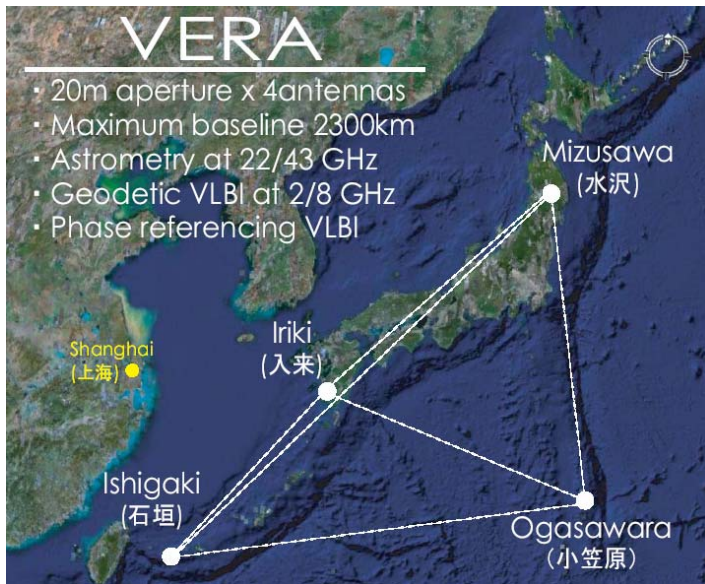 VERA
・20m aperture x 4antennas
・Maximum baseline 2300km
・Astrometry at 22/43 GHz
・Geodetic VLBI at 2/8 GHz
・Phase referencing VLBI
Mizusawa
(水沢)
Iriki
(入来)
Shanghai
(上海)
Ishigaki
(石垣)
Ogasawara
(小笠原)